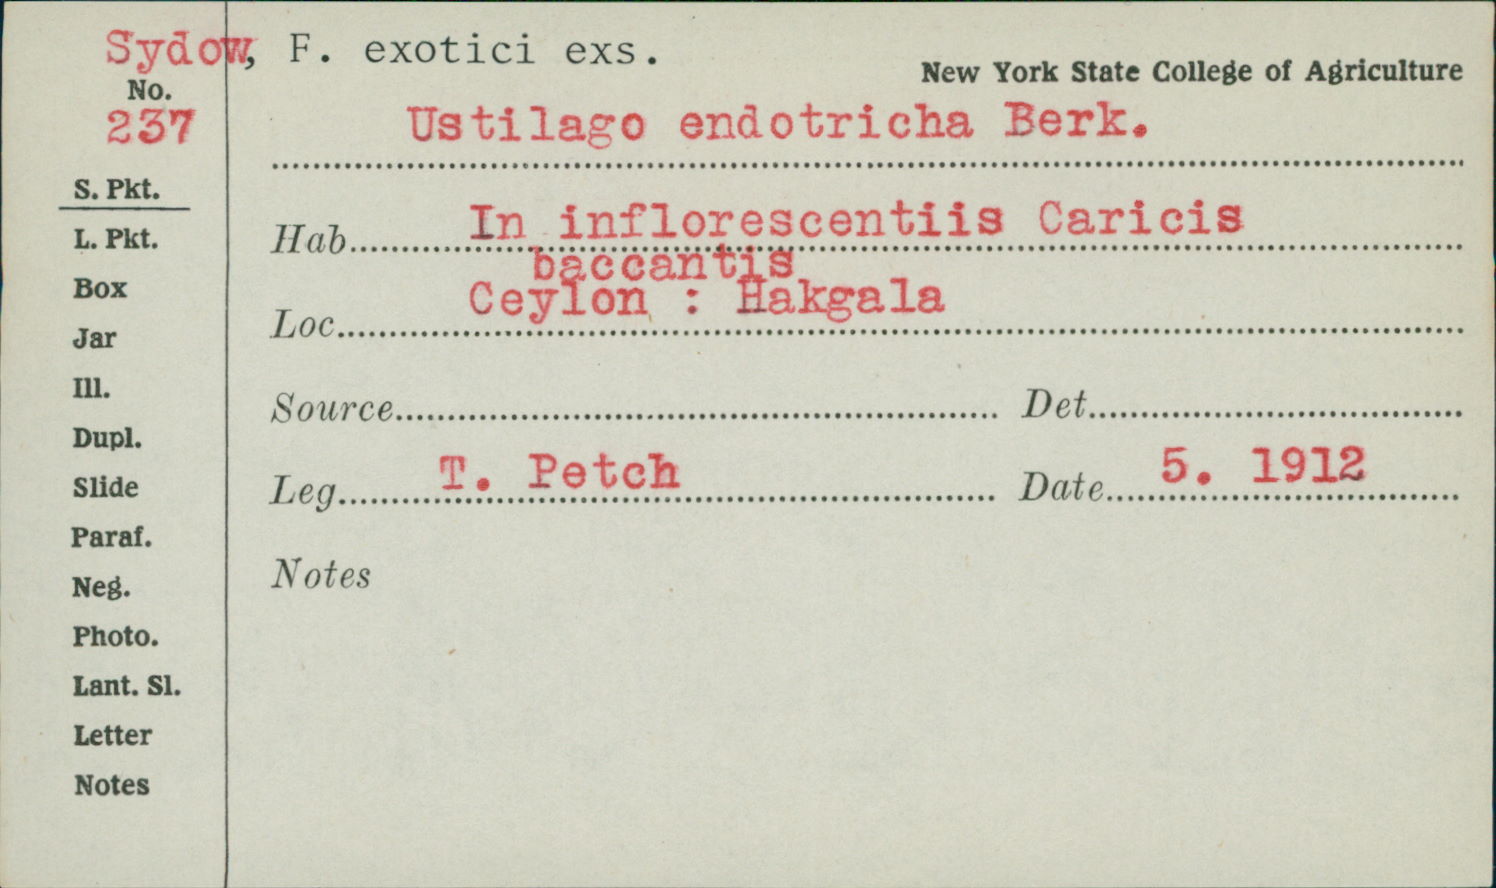 Sydow, F. exotici exs.
New York State College of Agriculture
No.
237
Ustilago endotricha Berk.
S. Pkt.
L. Pkt.
Box
Jar
Ill.
Dupl.
Slide
Paraf.
Neg.
Photo.
Lant. Sl.
Letter
Notes
Hab. In inflorescentiis Caricis
baccantis
Loc. Ceylon : Hakgala
Source Det.
Leg. T. Petch Date 5. 1912
Notes